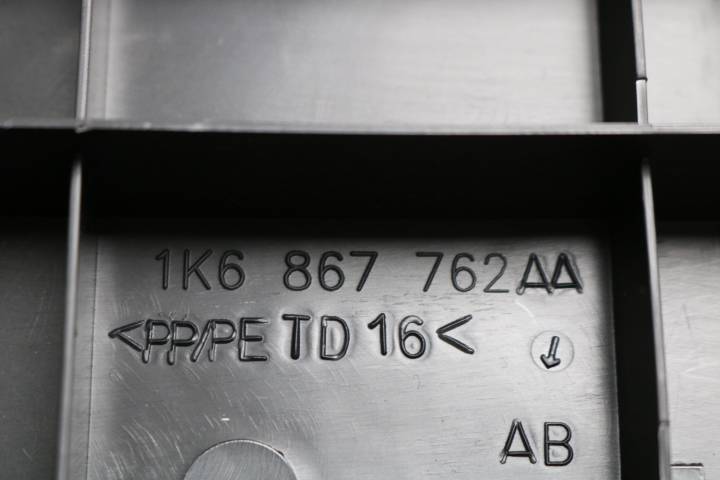 1K6 867 762AA
<PP/PE TD 16<
AB